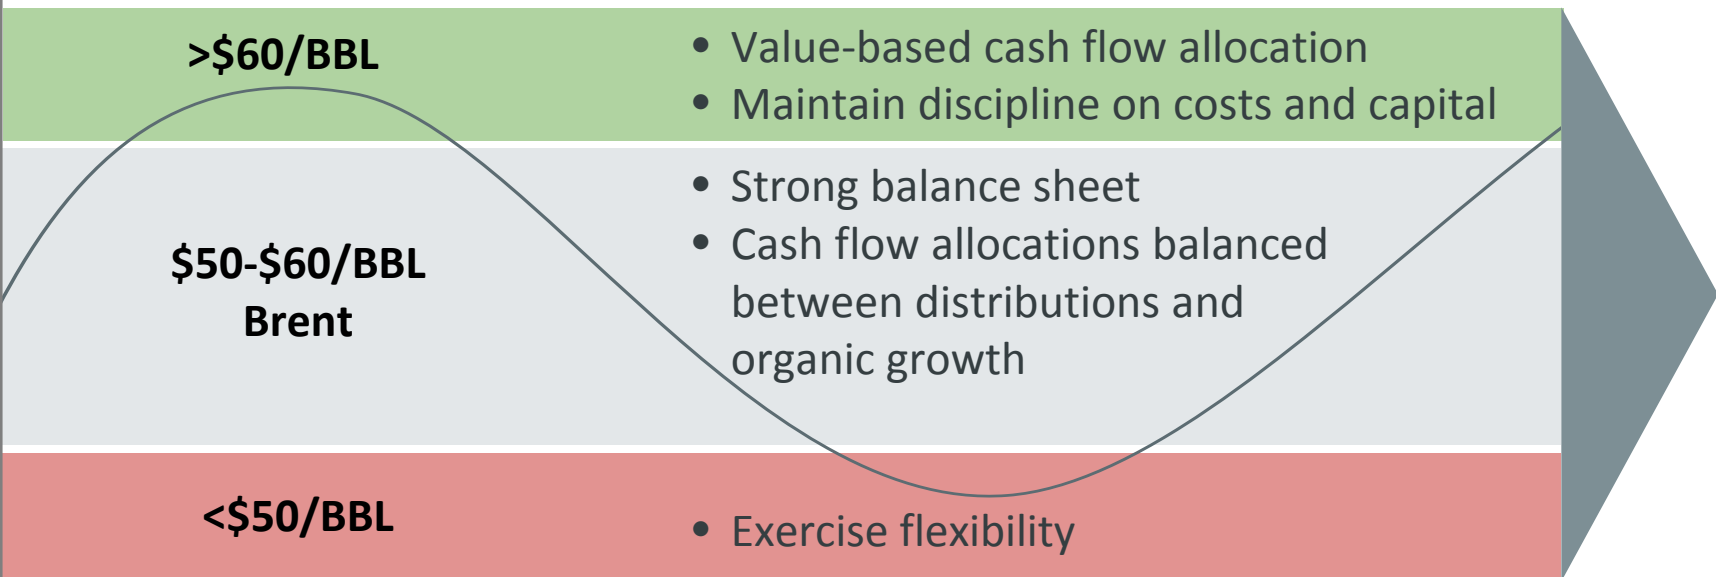 >$60/BBL
• Value-based cash flow allocation
• Maintain discipline on costs and capital
$50-$60/BBL
Brent
• Strong balance sheet
• Cash flow allocations balanced
between distributions and
organic growth
<$50/BBL
• Exercise flexibility